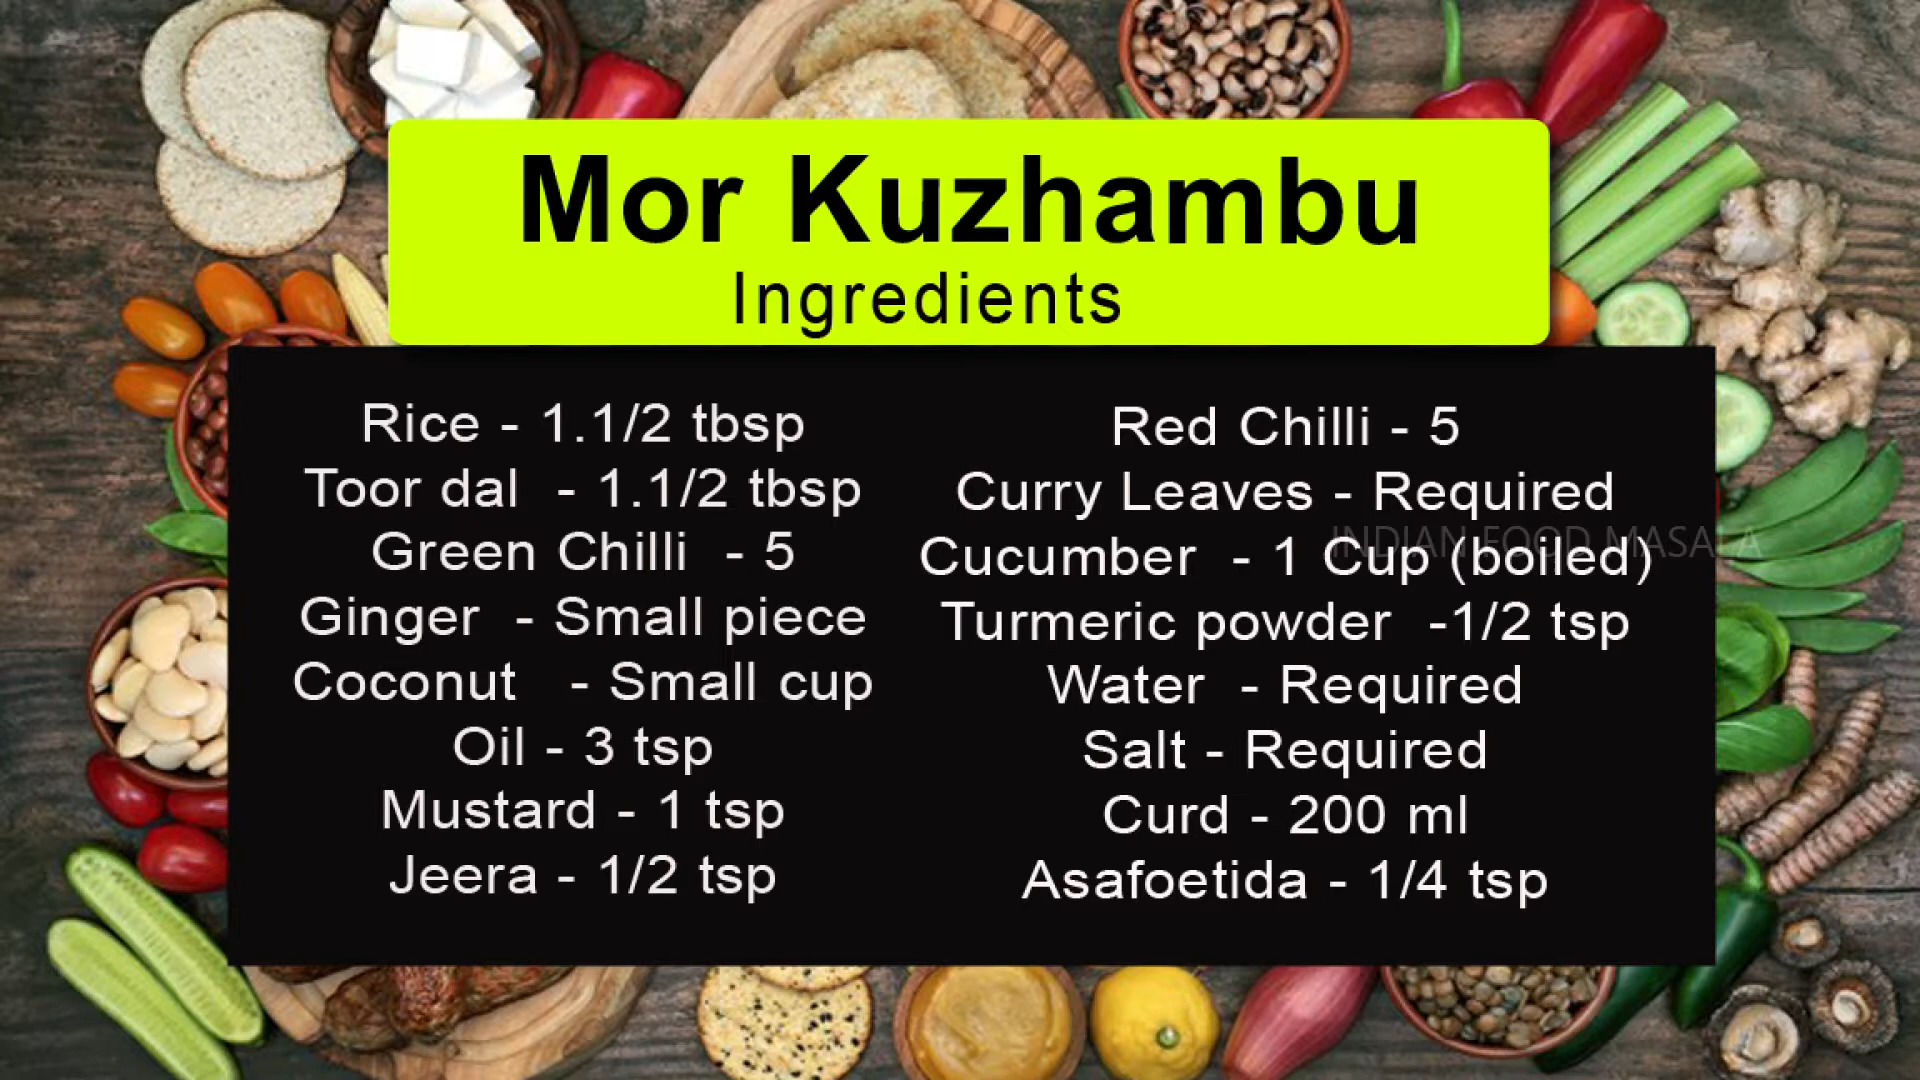 Mor Kuzhambu
Ingredients
Rice - 1.1/2 tbsp
Toor dal - 1.1/2 tbsp
Green Chilli - 5
Ginger - Small piece
Coconut - Small cup
Oil - 3 tsp
Mustard - 1 tsp
Jeera - 1/2 tsp
Red Chilli - 5
Curry Leaves - Required
INDIAN FOOD MASALA
Cucumber - 1 Cup (boiled)
Turmeric powder -1/2 tsp
Water - Required
Salt - Required
Curd - 200 ml
Asafoetida - 1/4 tsp